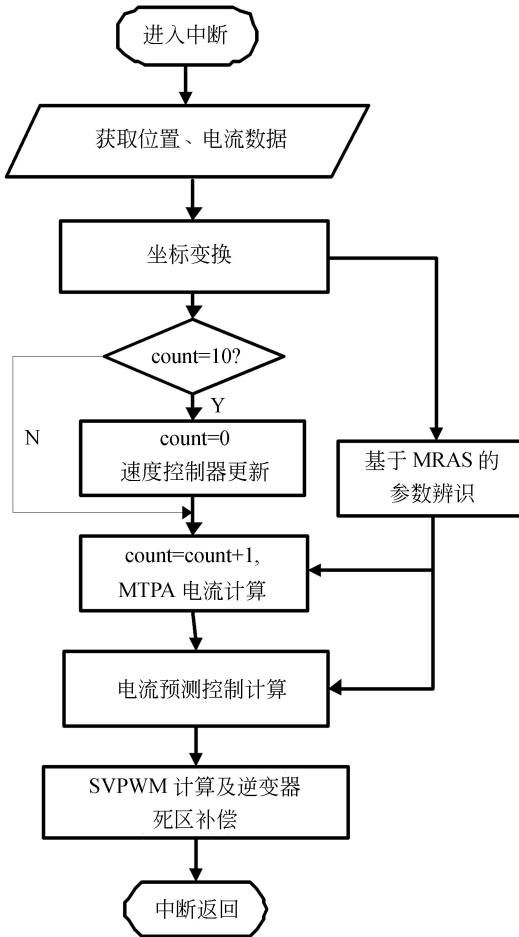 进入中断
获取位置、电流数据
坐标变换
count=10?
Y
N
count=0
速度控制器更新
基于 MRAS 的
参数辨识
count=count+1,
MTPA 电流计算
电流预测控制计算
SVPWM 计算及逆变器
死区补偿
中断返回